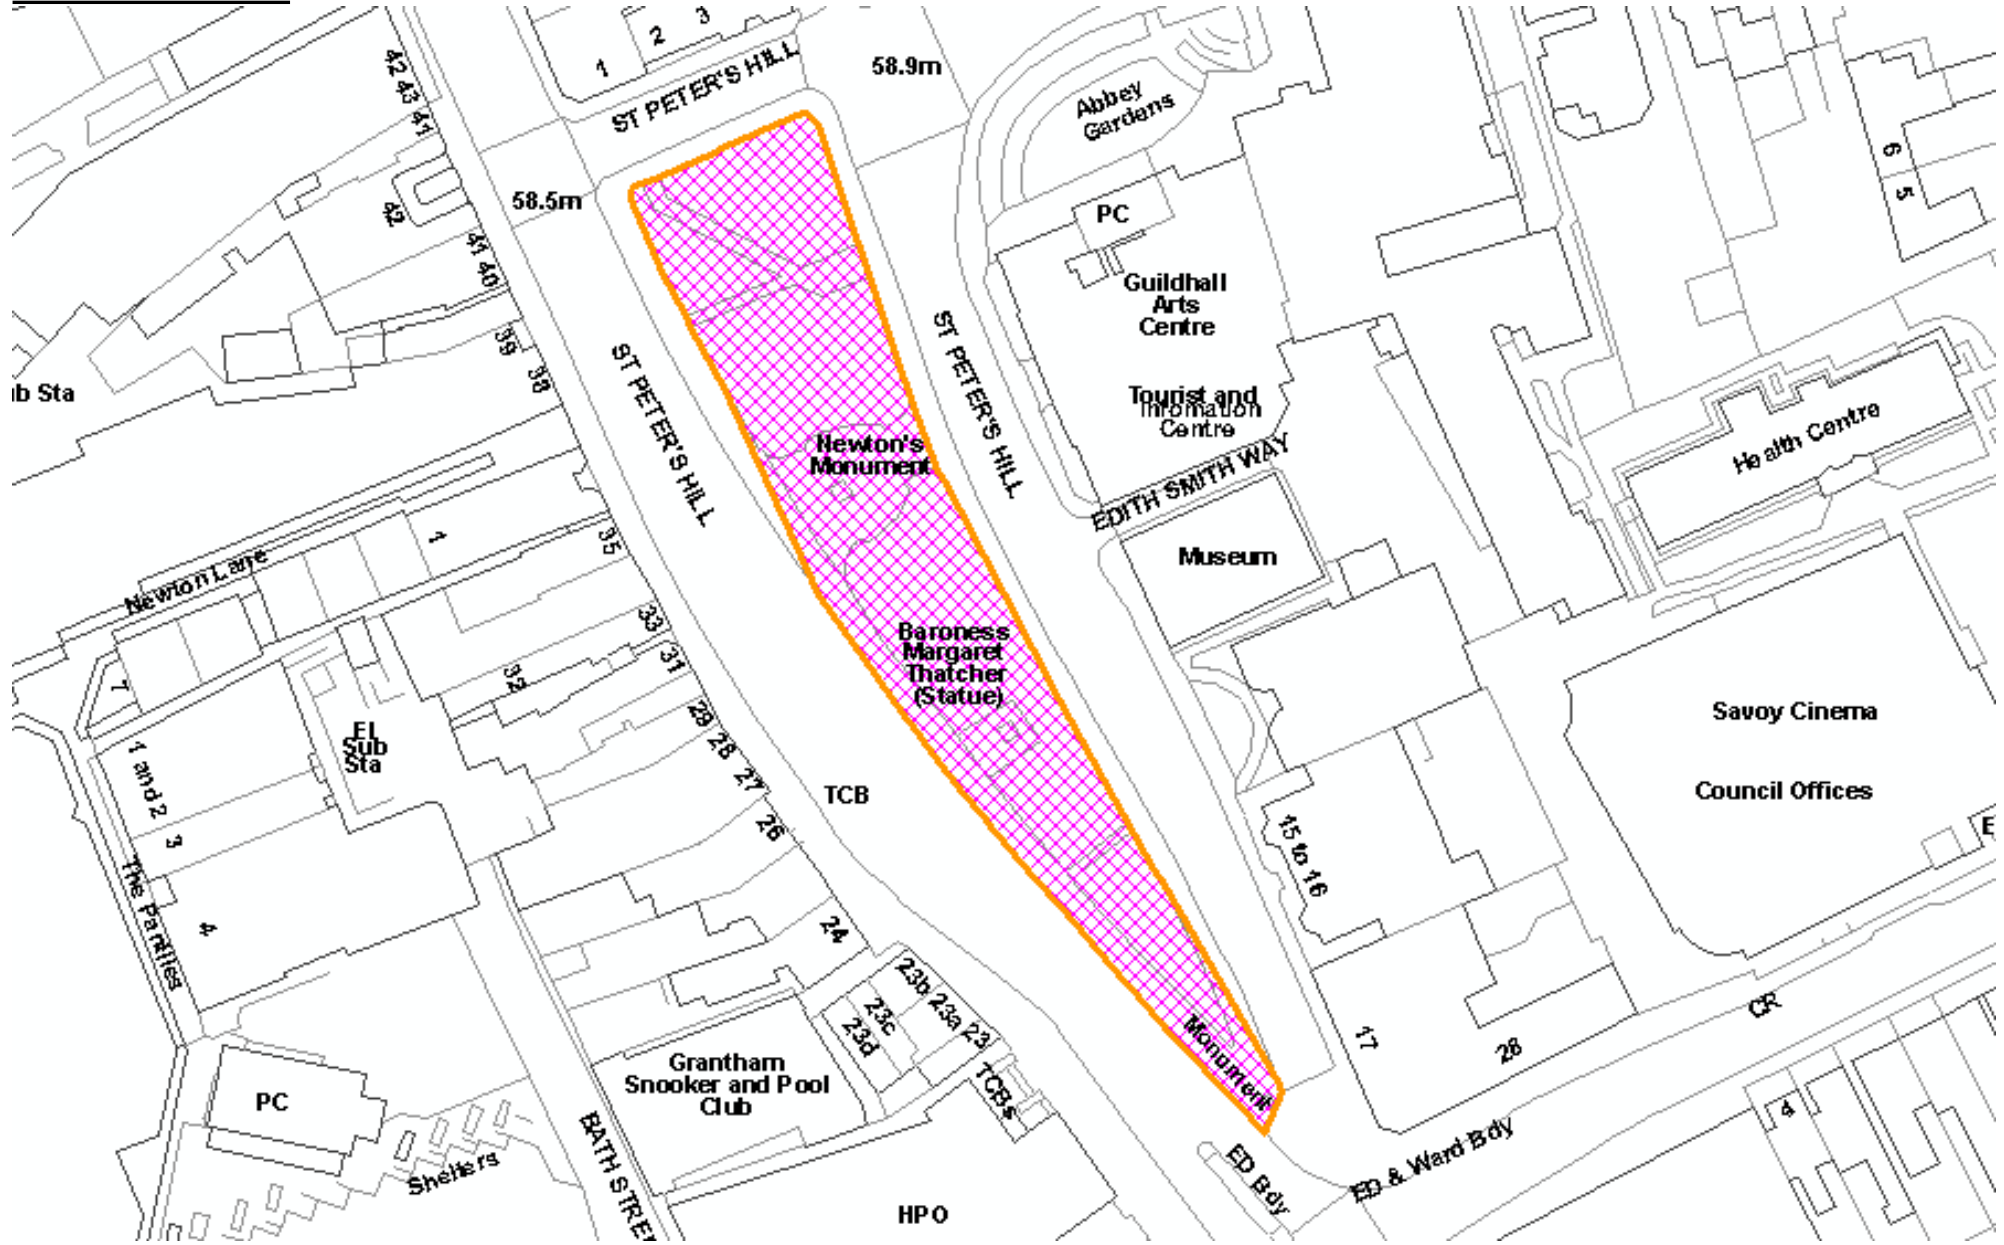 3
2
1
ST PETER'S HILL
58.9m
Abbey
Gardens
42 43 41
42
58.5m
41 40
PC
6
5
Guildhall
Arts
Centre
39
38
ST PETER'S HILL
ST PETER'S HILL
ub Sta
Tourist and
Infromation
Centre
Health Centre
Newton's
Monument
EDITH SMITH WAY
35
1
Newton Lane
Museum
33
31
32
7
Baroness
Margaret
Thatcher
(Statue)
El
Sub
Sta
29
28
27
26
1 and 2
3
4
The Pantiles
TCB
Savoy Cinema
Council Offices
E
15 to 16
24
23b
23a
23
23c
23d
TCBs
Grantham
Snooker and Pool
Club
Monument
17
28
CR
PC
Shelters
BATH STREE
HPO
ED Bdy
ED & Ward Bdy
4